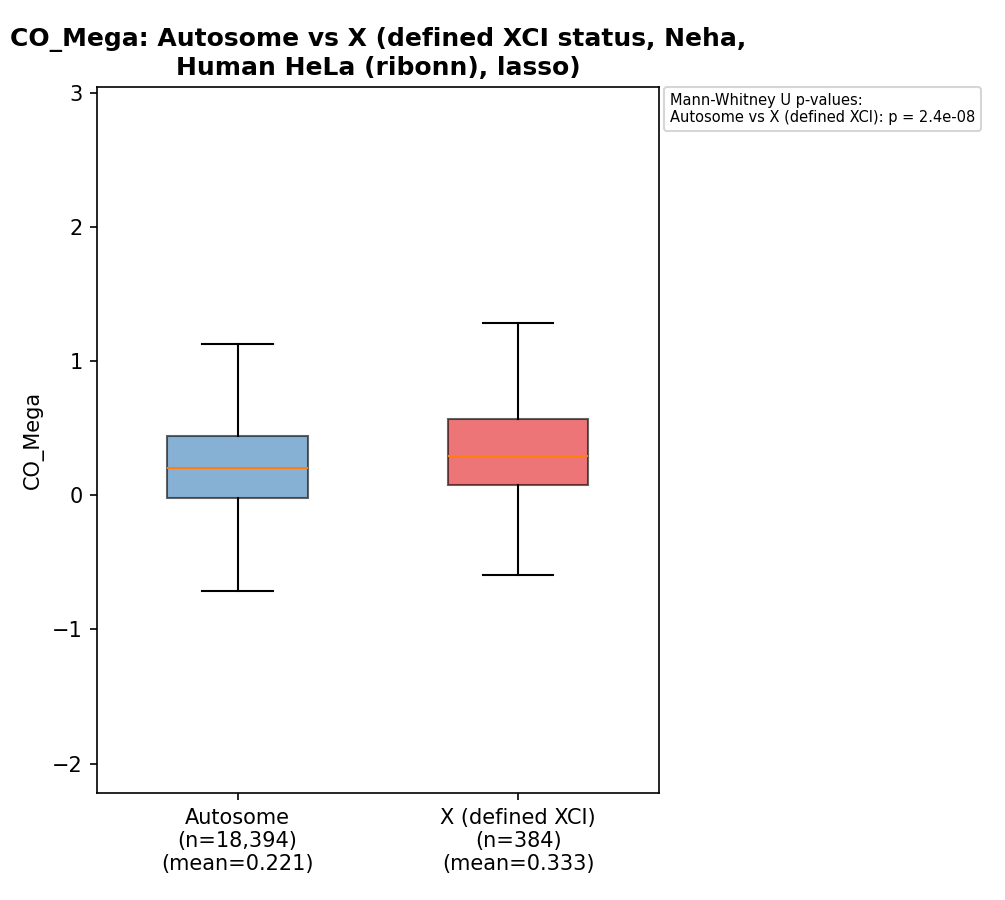 CO_Mega: Autosome vs X (defined XCI status, Neha,
Human HeLa (ribonn), lasso)
Mann-Whitney U p-values:
Autosome vs X (defined XCI): p = 2.4e-08
CO_Mega
3
2
1
0
−1
−2
Autosome
(n=18,394)
(mean=0.221)
X (defined XCI)
(n=384)
(mean=0.333)